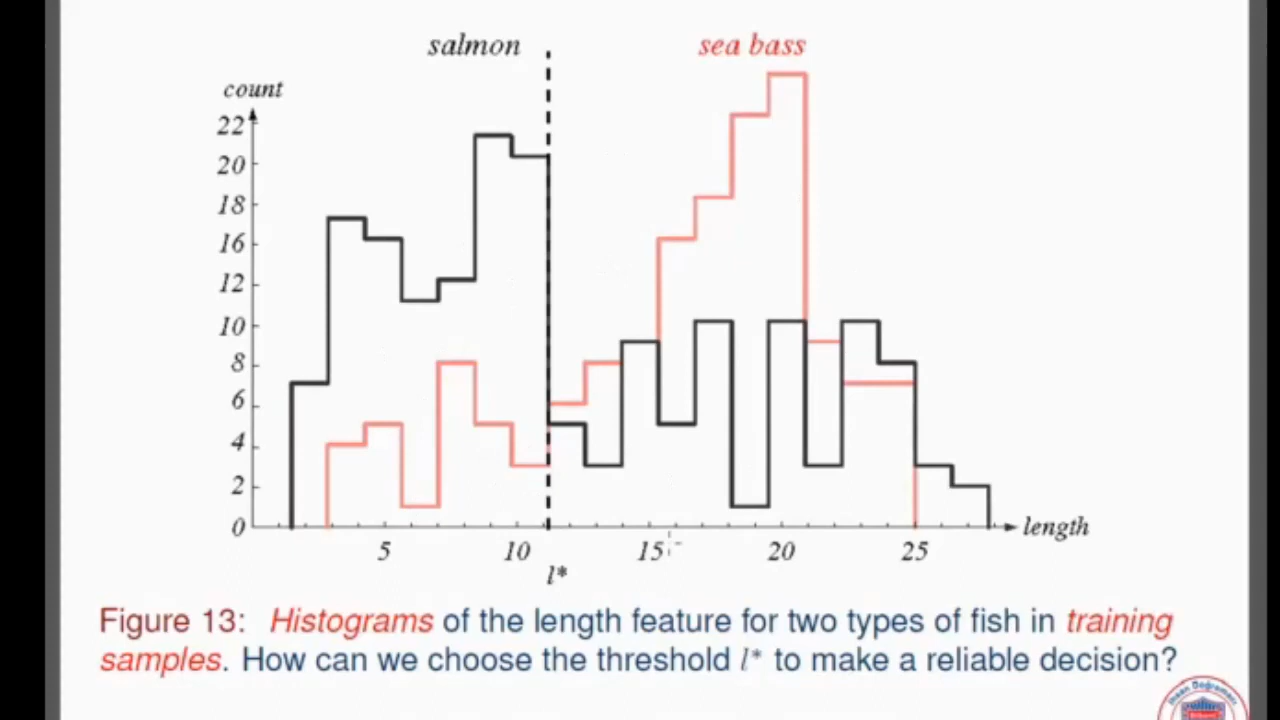 salmon
sea bass
count
22
20
18
16
12
10
8
6
4
2
0
5
10
15
20
25
length
l*
Figure 13: Histograms of the length feature for two types of fish in training
samples. How can we choose the threshold l* to make a reliable decision?